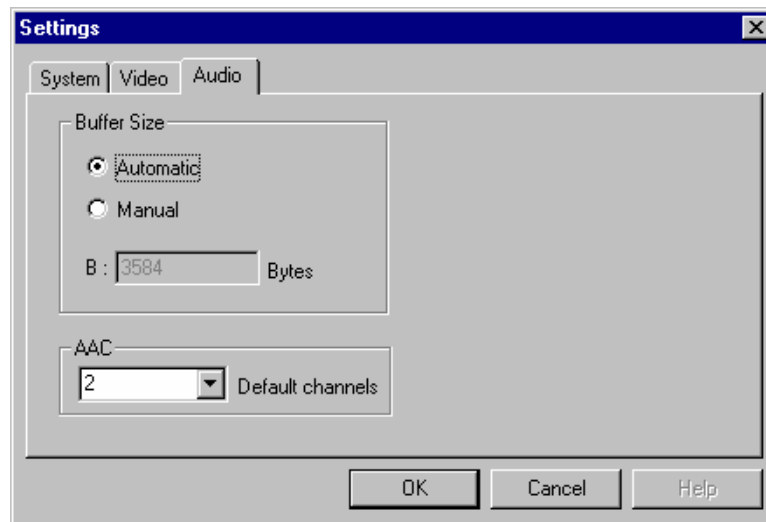 Settings
System Video Audio
Buffer Size
Automatic
Manual
B : 3584 Bytes
AAC
2 Default channels
OK Cancel Help